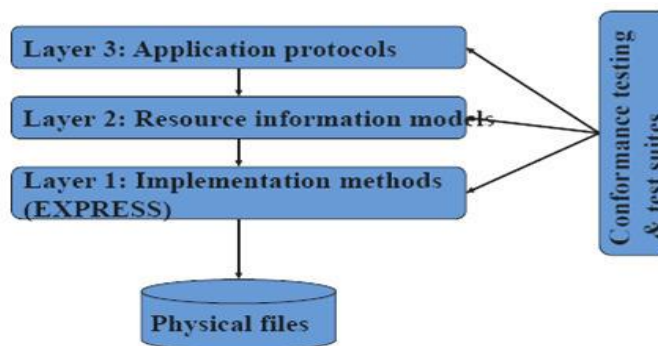 Layer 3: Application protocols
Layer 2: Resource information models
Layer 1: Implementation methods
(EXPRESS)
Physical files
Conformance testing
& test suites